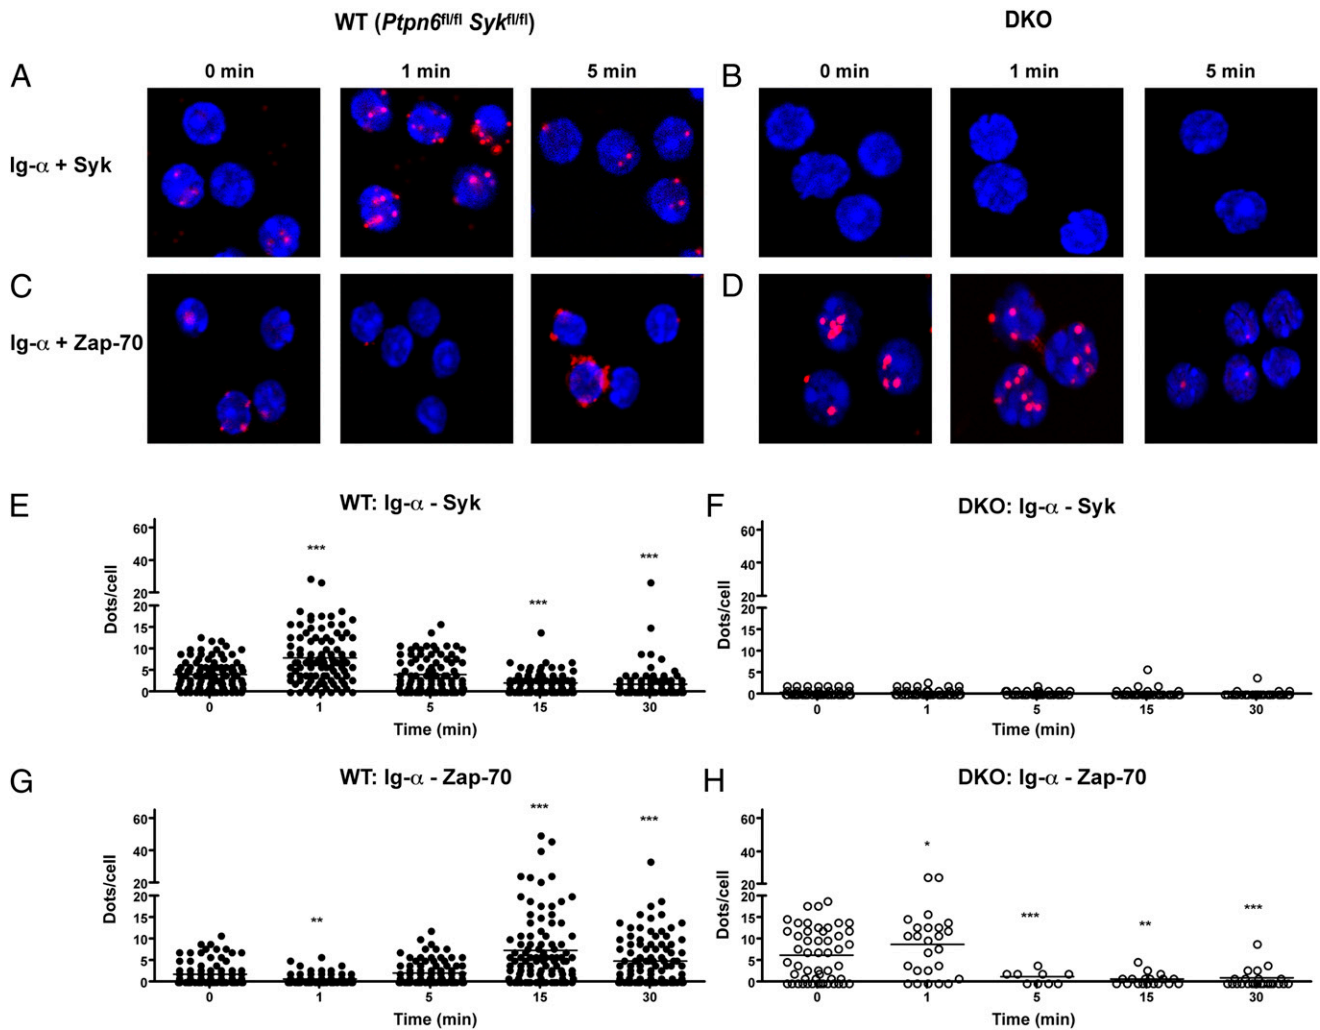 WT (Ptpn6fl/fl Sykfl/fl) DKO
A 0 min 1 min 5 min B 0 min 1 min 5 min
Ig-α + Syk
C D
Ig-α + Zap-70
E WT: Ig-α - Syk F DKO: Ig-α - Syk
Dots/cell
60
40
20
20
15
10
5
0
*** *** ***
0 1 5 15 30
Time (min)
Dots/cell
60
40
20
20
15
10
5
0
0 1 5 15 30
Time (min)
G WT: Ig-α - Zap-70 H DKO: Ig-α - Zap-70
Dots/cell
60
40
20
20
15
10
5
0
** *** ***
0 1 5 15 30
Time (min)
Dots/cell
60
40
20
20
15
10
5
0
* *** ** ***
0 1 5 15 30
Time (min)